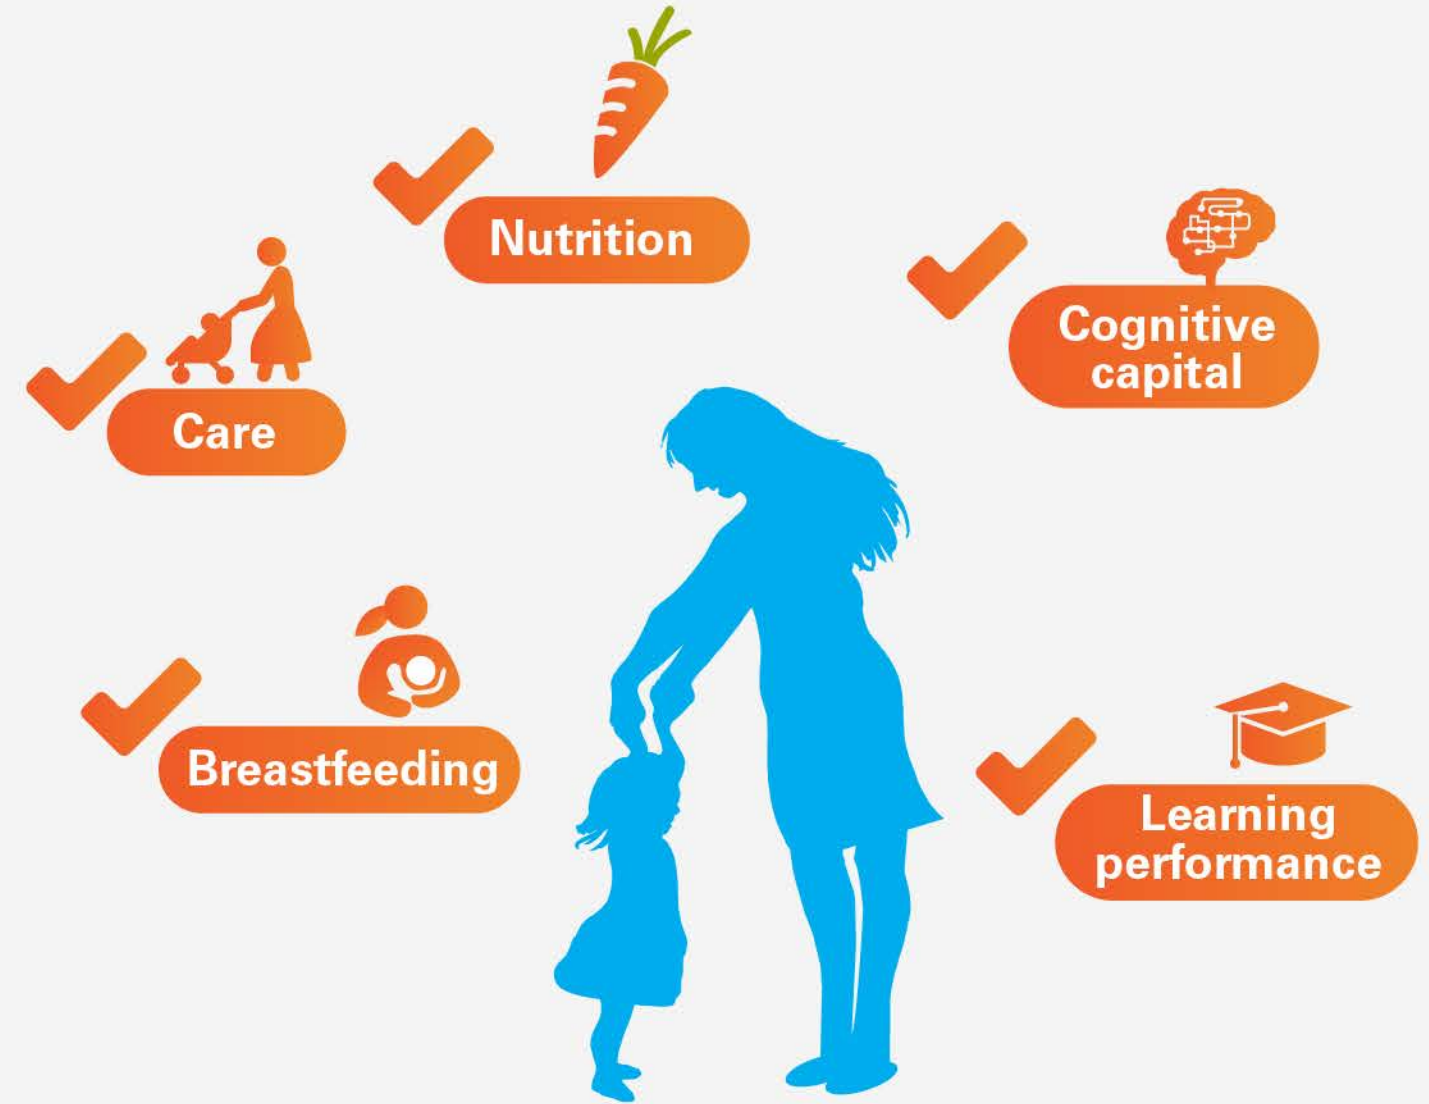 Nutrition
Cognitive
capital
Care
Breastfeeding
Learning
performance